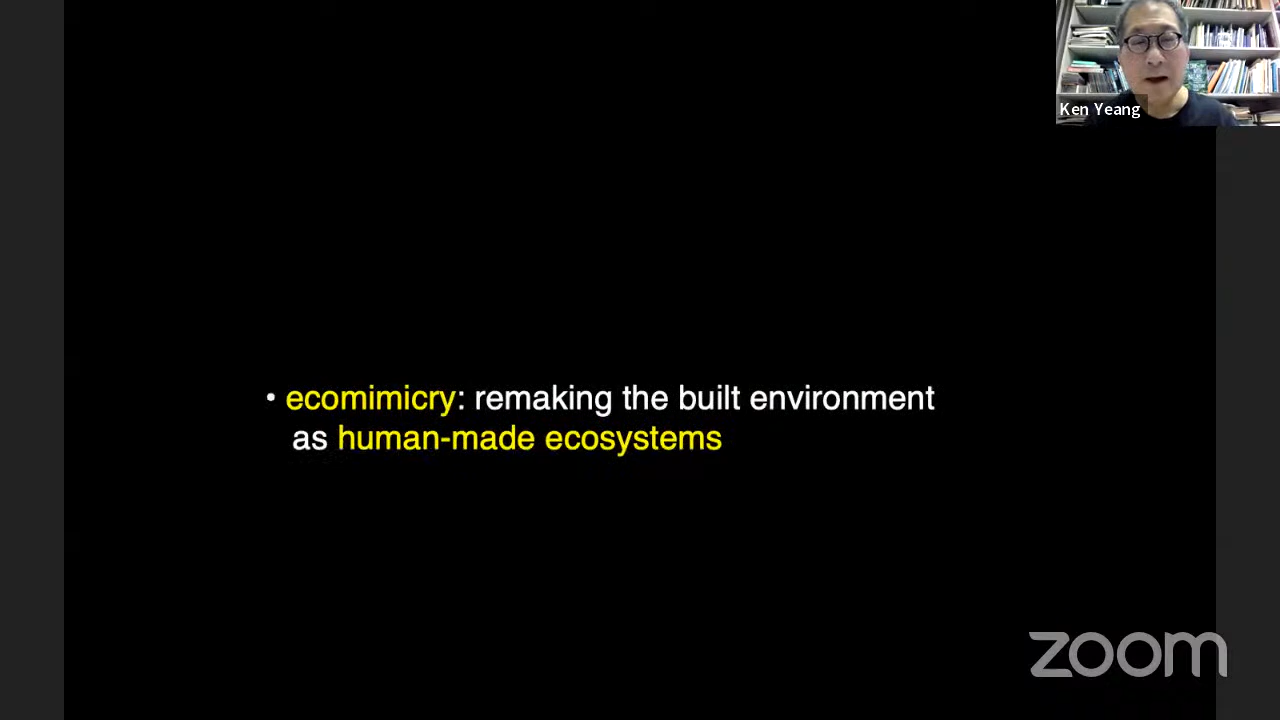 Ken Yeang
• ecomimicry: remaking the built environment
as human-made ecosystems
zoom